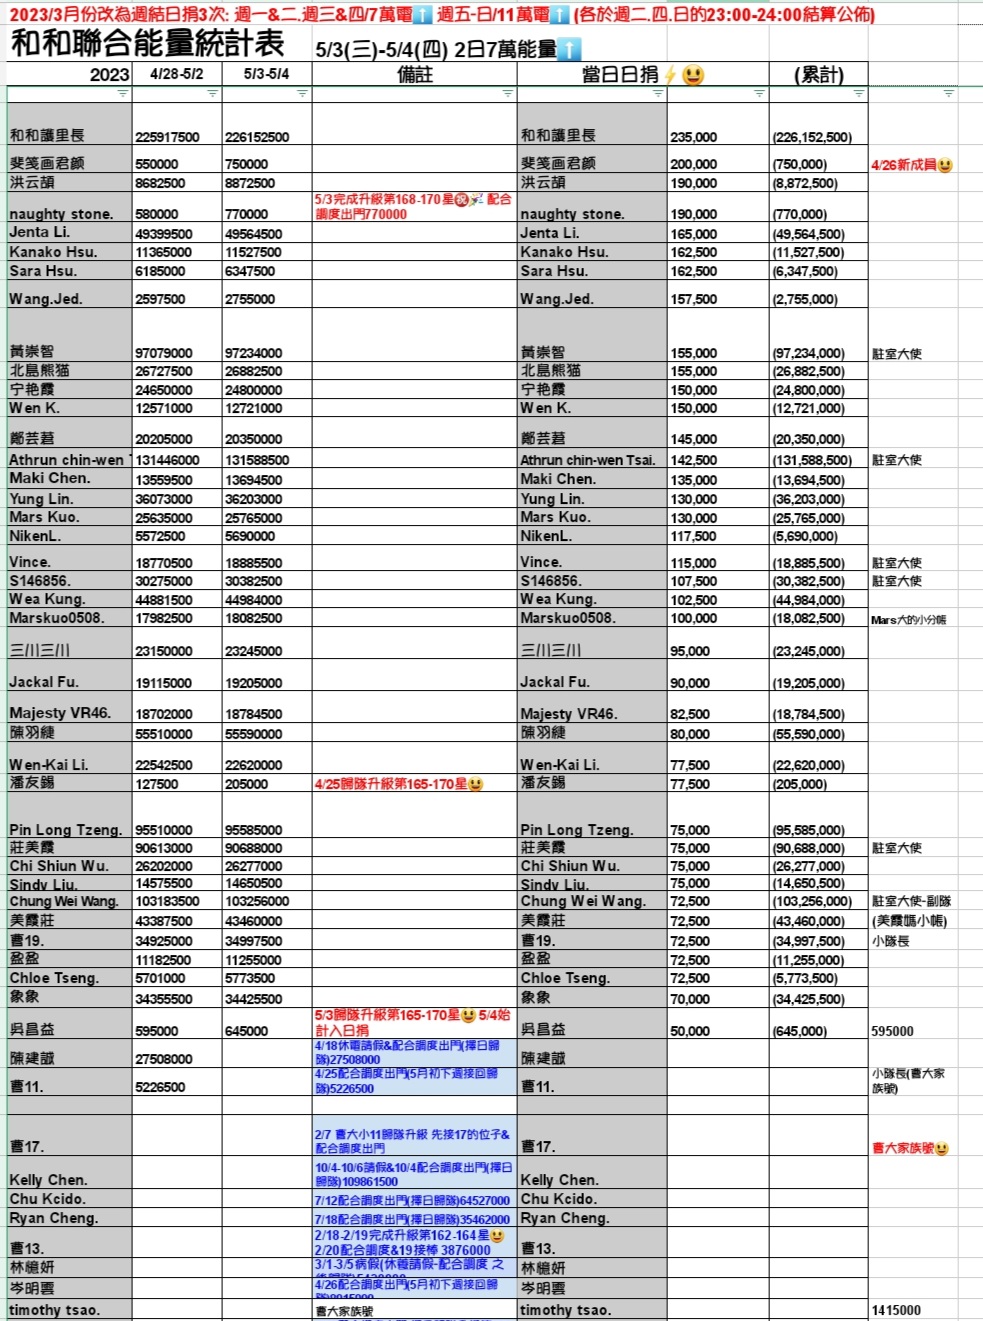 2023/3月份改為週結日捐3次: 週一&二.週三&四/7萬電⬆️ 週五-日/11萬電⬆️ (各於週二.四.日的23:00-24:00結算公佈)
和和聯合能量統計表 5/3(三)-5/4(四) 2日7萬能量⬆️
2023 4/28-5/2 5/3-5/4 備註 當日日捐⚡😃 (累計)
和和護里長 225917500 226152500 和和護里長 235,000 (226,152,500)
斐笺画君颜 550000 750000 斐笺画君颜 200,000 (750,000) 4/26新成員😃
洪云頡 8682500 8872500 洪云頡 190,000 (8,872,500)
5/3完成升級第168-170星㊗️🎉 配合
naughty stone. 580000 770000 調度出門770000 naughty stone. 190,000 (770,000)
Jenta Li. 49399500 49564500 Jenta Li. 165,000 (49,564,500)
Kanako Hsu. 11365000 11527500 Kanako Hsu. 162,500 (11,527,500)
Sara Hsu. 6185000 6347500 Sara Hsu. 162,500 (6,347,500)
Wang.Jed. 2597500 2755000 Wang.Jed. 157,500 (2,755,000)
黃崇智 97079000 97234000 黃崇智 155,000 (97,234,000) 駐室大使
北島熊猫 26727500 26882500 北島熊猫 155,000 (26,882,500)
宁艳霞 24650000 24800000 宁艳霞 150,000 (24,800,000)
Wen K. 12571000 12721000 Wen K. 150,000 (12,721,000)
鄭芸莙 20205000 20350000 鄭芸莙 145,000 (20,350,000)
Athrun chin-wen 131446000 131588500 Athrun chin-wen Tsai. 142,500 (131,588,500) 駐室大使
Maki Chen. 13559500 13694500 Maki Chen. 135,000 (13,694,500)
Yung Lin. 36073000 36203000 Yung Lin. 130,000 (36,203,000)
Mars Kuo. 25635000 25765000 Mars Kuo. 130,000 (25,765,000)
NikenL. 5572500 5690000 NikenL. 117,500 (5,690,000)
Vince. 18770500 18885500 Vince. 115,000 (18,885,500) 駐室大使
S146856. 30275000 30382500 S146856. 107,500 (30,382,500) 駐室大使
Wea Kung. 44881500 44984000 Wea Kung. 102,500 (44,984,000)
Marskuo0508. 17982500 18082500 Marskuo0508. 100,000 (18,082,500) Mars大的小分帳
三川三川 23150000 23245000 三川三川 95,000 (23,245,000)
Jackal Fu. 19115000 19205000 Jackal Fu. 90,000 (19,205,000)
Majesty VR46. 18702000 18784500 Majesty VR46. 82,500 (18,784,500)
陳羽緁 55510000 55590000 陳羽緁 80,000 (55,590,000)
Wen-Kai Li. 22542500 22620000 Wen-Kai Li. 77,500 (22,620,000)
潘友錫 127500 205000 4/25歸隊升級第165-170星😃 潘友錫 77,500 (205,000)
Pin Long Tzeng. 95510000 95585000 Pin Long Tzeng. 75,000 (95,585,000)
莊美霞 90613000 90688000 莊美霞 75,000 (90,688,000) 駐室大使
Chi Shiun Wu. 26202000 26277000 Chi Shiun Wu. 75,000 (26,277,000)
Sindy Liu. 14575500 14650500 Sindy Liu. 75,000 (14,650,500)
Chung Wei Wang. 103183500 103256000 Chung Wei Wang. 72,500 (103,256,000) 駐室大使-副隊
美霞莊 43387500 43460000 美霞莊 72,500 (43,460,000) (美霞媽小帳)
曹19. 34925000 34997500 曹19. 72,500 (34,997,500) 小隊長
盈盈 11182500 11255000 盈盈 72,500 (11,255,000)
Chloe Tseng. 5701000 5773500 Chloe Tseng. 72,500 (5,773,500)
象象 34355500 34425500 象象 70,000 (34,425,500)
5/3歸隊升級第165-170星😃 5/4始
吳昌益 595000 645000 計入日捐 吳昌益 50,000 (645,000) 595000
4/18休電請假&配合調度出門(擇日歸
陳建誠 27508000 隊)27508000 陳建誠
4/25配合調度出門(5月初下週接回歸 小隊長(曹大家
曹11. 5226500 隊)5226500 曹11. 族號)
2/7 曹大小11歸隊升級 先接17的位子&
曹17. 配合調度出門 曹17. 曹大家族號😃
10/4-10/6請假&10/4配合調度出門(擇日
Kelly Chen. 歸隊)109861500 Kelly Chen.
Chu Kcido. 7/12配合調度出門(擇日歸隊)64527000 Chu Kcido.
Ryan Cheng. 7/18配合調度出門(擇日歸隊)35462000 Ryan Cheng.
2/18-2/19完成升級第162-164星😃
曹13. 2/20配合調度&19接棒 3876000 曹13.
3/1-3/5病假(休電請假-配合調度 之
林臆妍 林臆妍
4/26配合調度出門(5月初下週接回歸
岑明雲 岑明雲
timothy tsao. 曹大家族號 timothy tsao. 1415000